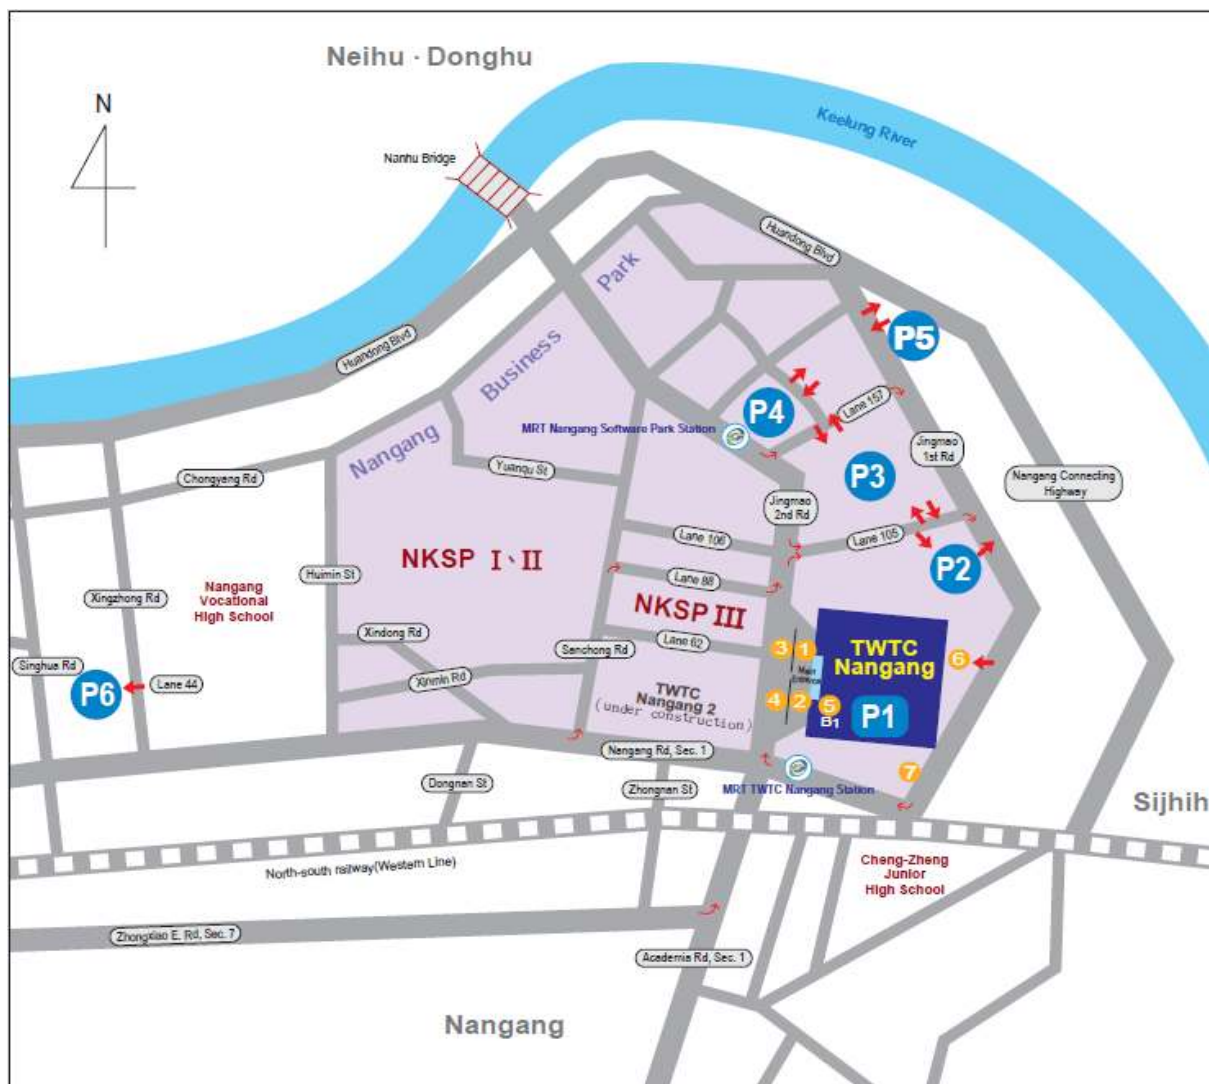 Neihu · Donghu
N
Keelung River
Nanhu Bridge
Huandong Blvd
Park
Huandong Blvd
Business
P5
P4
Lane 157
MRT Nangang Software Park Station
Nangang
Jingmao
1st Rd
Yuanqu St
P3
Chongyang Rd
Nangang Connecting
Highway
Jingmao
2nd Rd
Lane 106
Lane 105
NKSP I、II
P2
Huimin St
Lane 88
Nangang
Vocational
High School
Xingzhong Rd
NKSP III
Xindong Rd
Lane 62
Sanchong Rd
3
1
TWTC
Nangang
6
Singhua Rd
P6
Lane 44
Xinmin Rd
Main
Entrance
TWTC
Nangang 2
(under construction)
4
2
5
B1
P1
Nangang Rd, Sec. 1
7
Dongnan St
Zhongnan St
MRT TWTC Nangang Station
Sijhih
North-south railway(Western Line)
Cheng-Zheng
Junior
High School
Zhongxiao E. Rd, Sec. 7
Academia Rd, Sec. 1
Nangang